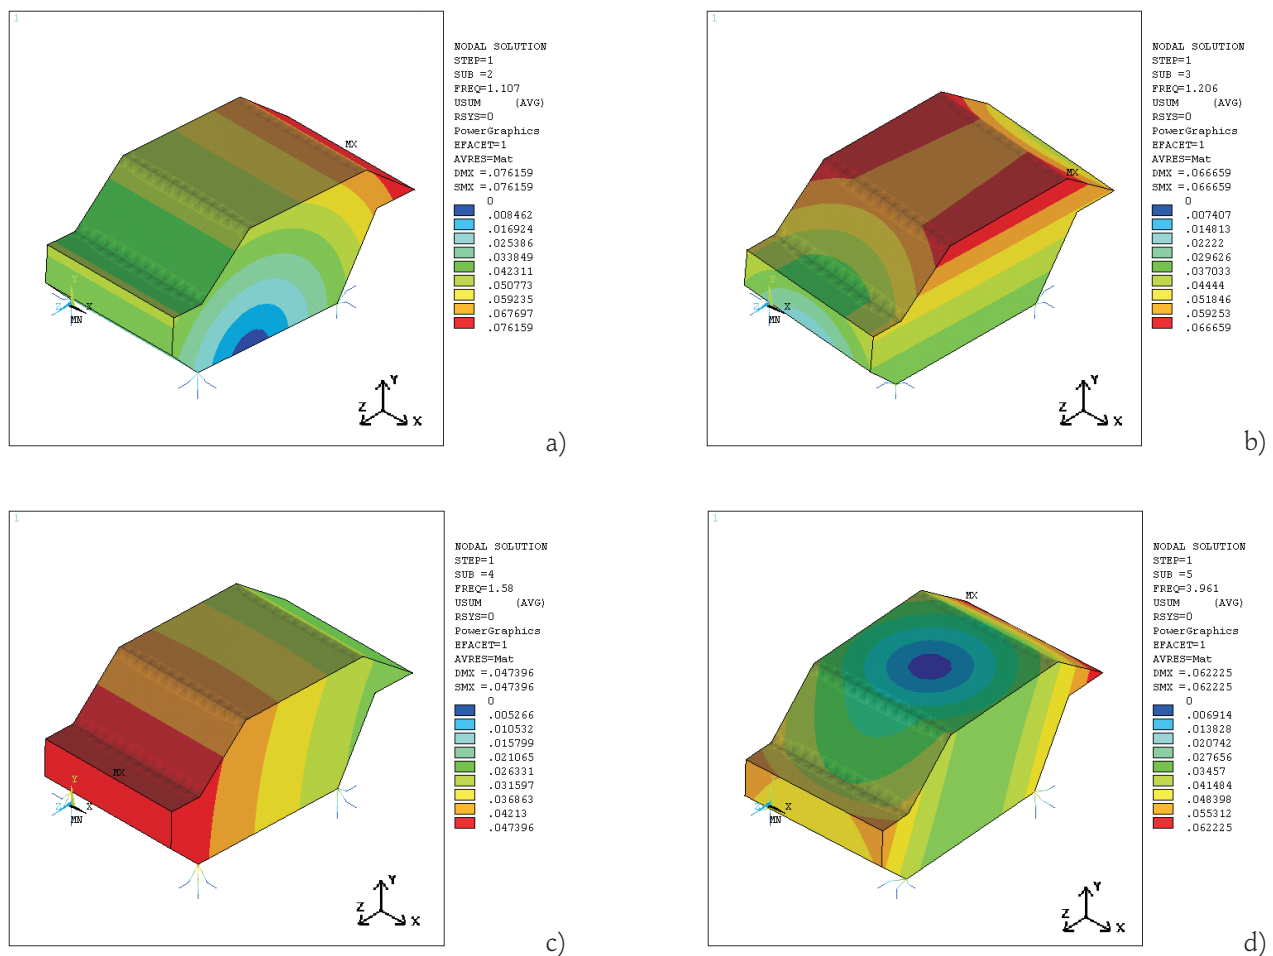 1
NODAL SOLUTION
STEP=1
SUB =2
FREQ=1.107
USUM (AVG)
RSYS=0
PowerGraphics
EFACET=1
AVRES=Mat
DMX =.076159
SMX =.076159
0
.008462
.016924
.025386
.033849
.042311
.050773
.059235
.067697
.076159
MX
Y
Z X
MN
Y
Z
X
a)
1
NODAL SOLUTION
STEP=1
SUB =3
FREQ=1.206
USUM (AVG)
RSYS=0
PowerGraphics
EFACET=1
AVRES=Mat
DMX =.066659
SMX =.066659
0
.007407
.014813
.02222
.029626
.037033
.04444
.051846
.059253
.066659
MX
Y
Z X
MN
Y
Z
X
b)
1
NODAL SOLUTION
STEP=1
SUB =4
FREQ=1.58
USUM (AVG)
RSYS=0
PowerGraphics
EFACET=1
AVRES=Mat
DMX =.047396
SMX =.047396
0
.005266
.010532
.015799
.021065
.026331
.031597
.036863
.04213
.047396
MX
Y
Z X
MN
Y
Z
X
c)
1
NODAL SOLUTION
STEP=1
SUB =5
FREQ=3.961
USUM (AVG)
RSYS=0
PowerGraphics
EFACET=1
AVRES=Mat
DMX =.062225
SMX =.062225
0
.006914
.013828
.020742
.027656
.03457
.041484
.048398
.055312
.062225
MX
Y
Z X
MN
Y
Z
X
d)